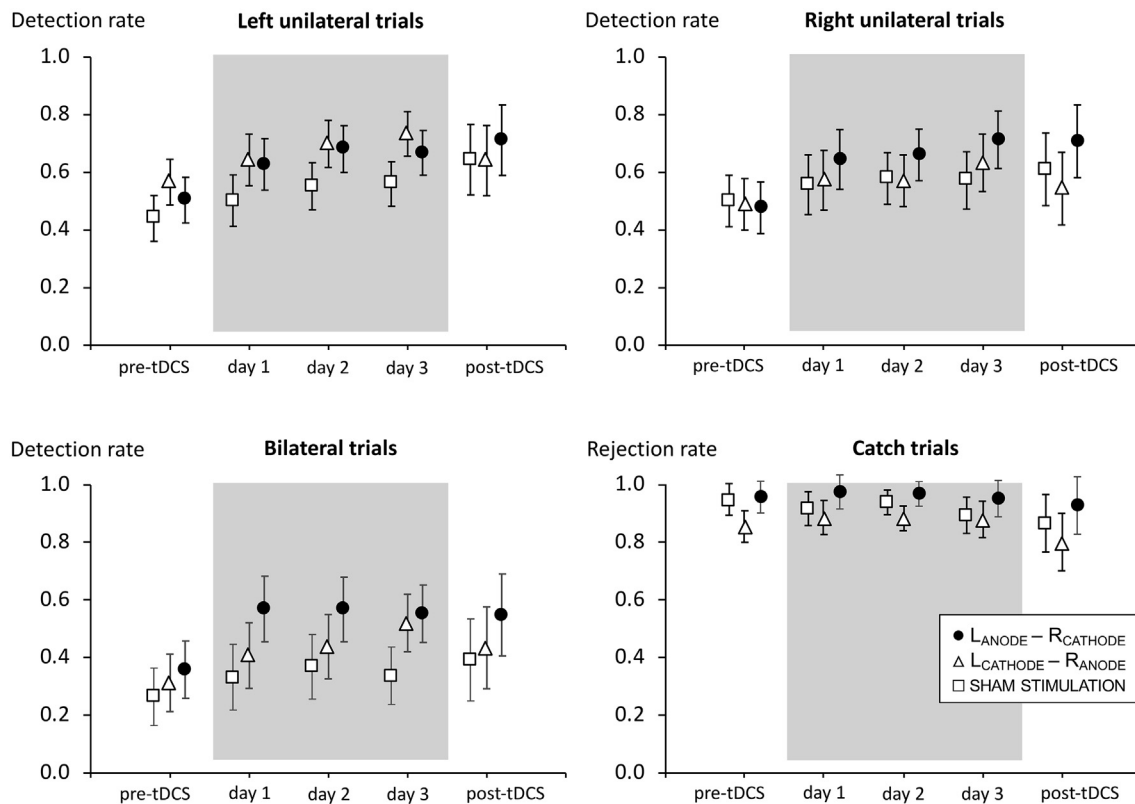 Detection rate Left unilateral trials
1.0
0.8
0.6
0.4
0.2
0.0
pre-tDCS day 1 day 2 day 3 post-tDCS
Detection rate Right unilateral trials
1.0
0.8
0.6
0.4
0.2
0.0
pre-tDCS day 1 day 2 day 3 post-tDCS
Detection rate Bilateral trials
1.0
0.8
0.6
0.4
0.2
0.0
pre-tDCS day 1 day 2 day 3 post-tDCS
Rejection rate Catch trials
1.0
0.8
0.6
0.4
0.2
0.0
L ANODE – R CATHODE
L CATHODE – R ANODE
SHAM STIMULATION
pre-tDCS day 1 day 2 day 3 post-tDCS